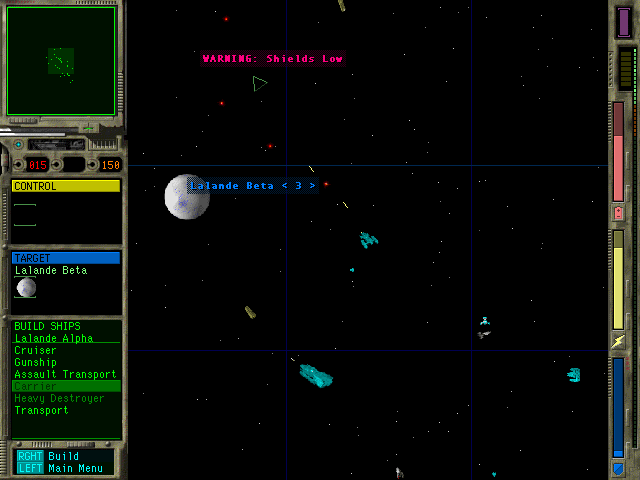 WARNING: Shields Low
015 150
CONTROL
Lalande Beta < 3 >
TARGET
Lalande Beta
BUILD SHIPS
Lalande Alpha
Cruiser
Gunship
Assault Transport
Carrier
Heavy Destroyer
Transport
RGHT Build
LEFT Main Menu